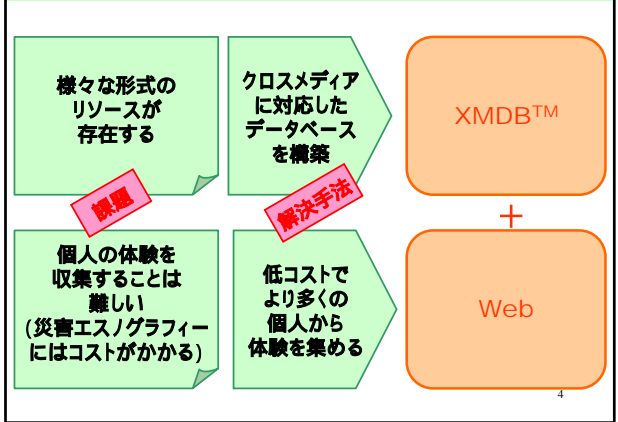 様々な形式の
リソースが
存在する
クロスメディア
に対応した
データベース
を構築
XMDB™
課題
解決手法
+
個人の体験を
収集することは
難しい
(災害エスノグラフィー
にはコストがかかる)
低コストで
より多くの
個人から
体験を集める
Web
4